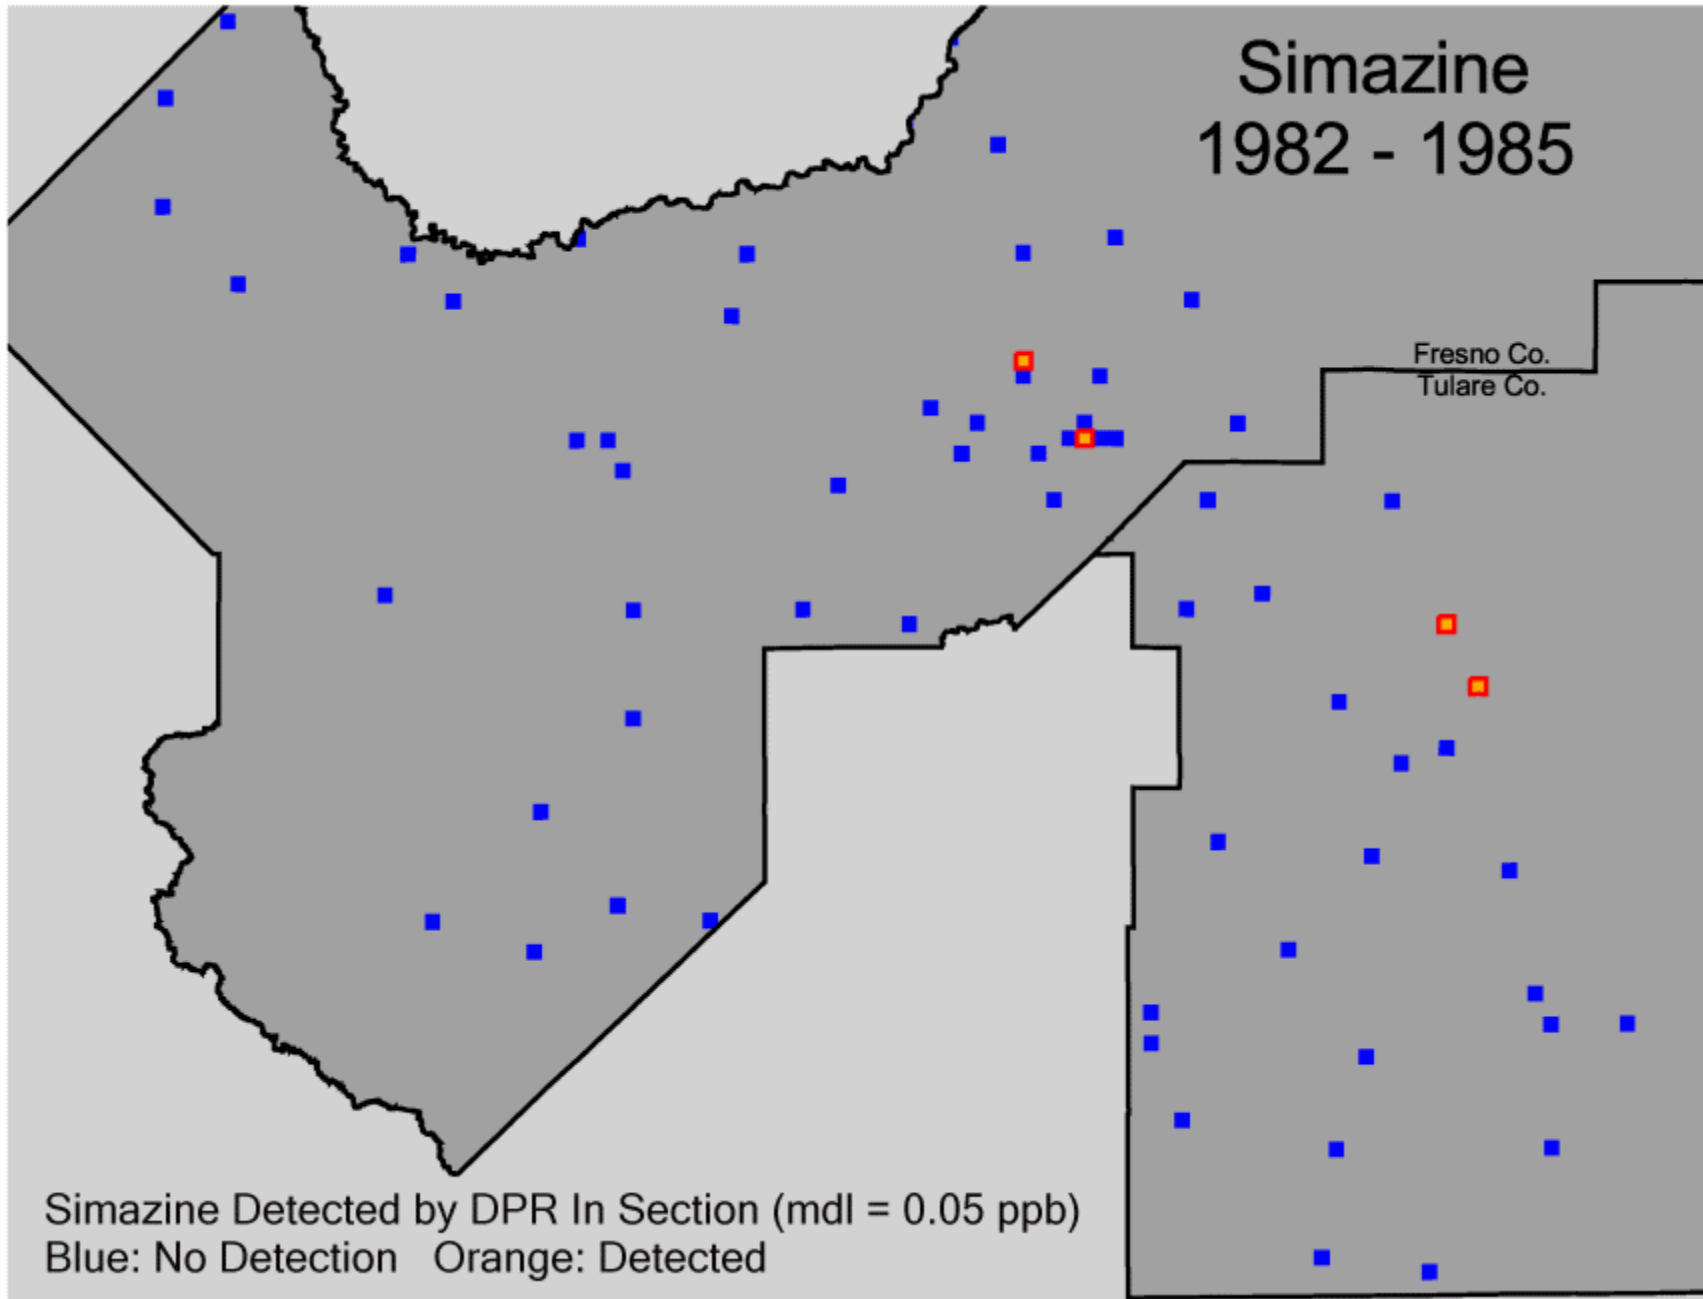 Simazine
1982 - 1985
Fresno Co.
Tulare Co.
Simazine Detected by DPR In Section (mdl = 0.05 ppb)
Blue: No Detection   Orange: Detected